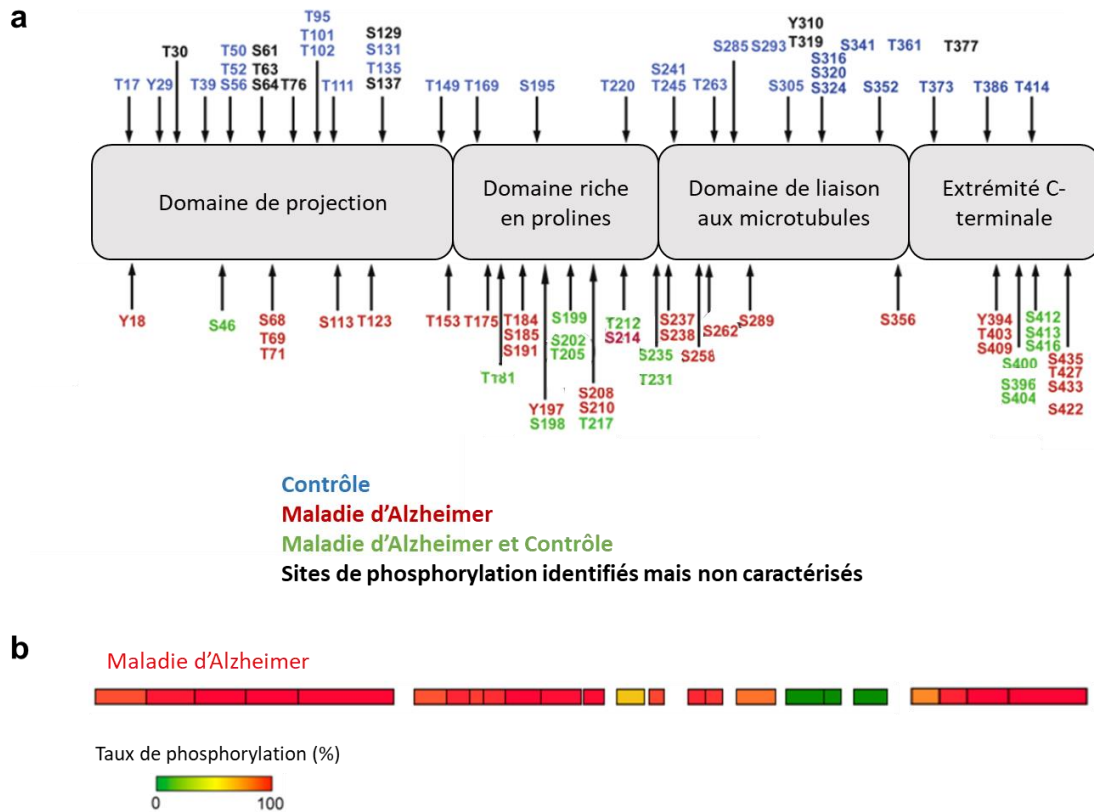 a
T95
T101
T102
Y310
T319
T30
T50
T52
S56
S61
T63
S64
S129
S131
T135
S137
S285
S293
S341
T361
T377
S316
S320
S324
S241
T245
T17
Y29
T39
T76
T111
T149
T169
S195
T220
T263
S305
S352
T373
T386
T414
Domaine de projection
Domaine riche
en prolines
Domaine de liaison
aux microtubules
Extrémité C-
terminale
Y18
S46
S68
T69
T71
S113
T123
T153
T175
T181
T184
S185
S191
Y197
S198
S199
S202
T205
S208
S210
T217
T212
S214
S235
T231
S237
S238
S258
S262
S289
S356
Y394
T403
S409
S400
S396
S404
S412
S413
S416
S435
T427
S433
S422
Contrôle
Maladie d'Alzheimer
Maladie d'Alzheimer et Contrôle
Sites de phosphorylation identifiés mais non caractérisés
b
Maladie d'Alzheimer
Taux de phosphorylation (%)
0
100